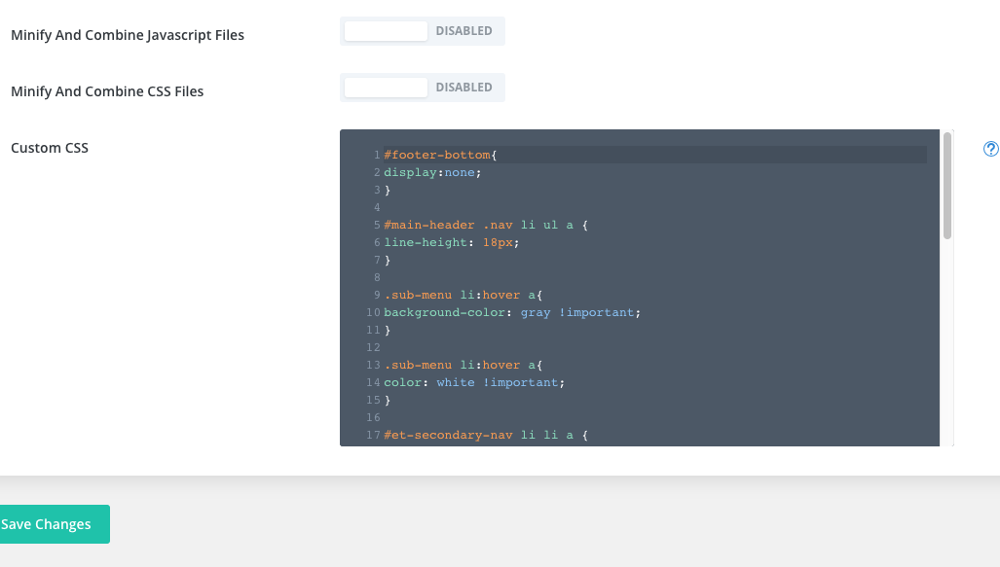 Minify And Combine Javascript Files
DISABLED
Minify And Combine CSS Files
DISABLED
Custom CSS
1 #footer-bottom{
2 display:none;
3 }
4
5 #main-header .nav li ul a {
6 line-height: 18px;
7 }
8
9 .sub-menu li:hover a{
10 background-color: gray !important;
11 }
12
13 .sub-menu li:hover a{
14 color: white !important;
15 }
16
17 #et-secondary-nav li li a {
?
Save Changes